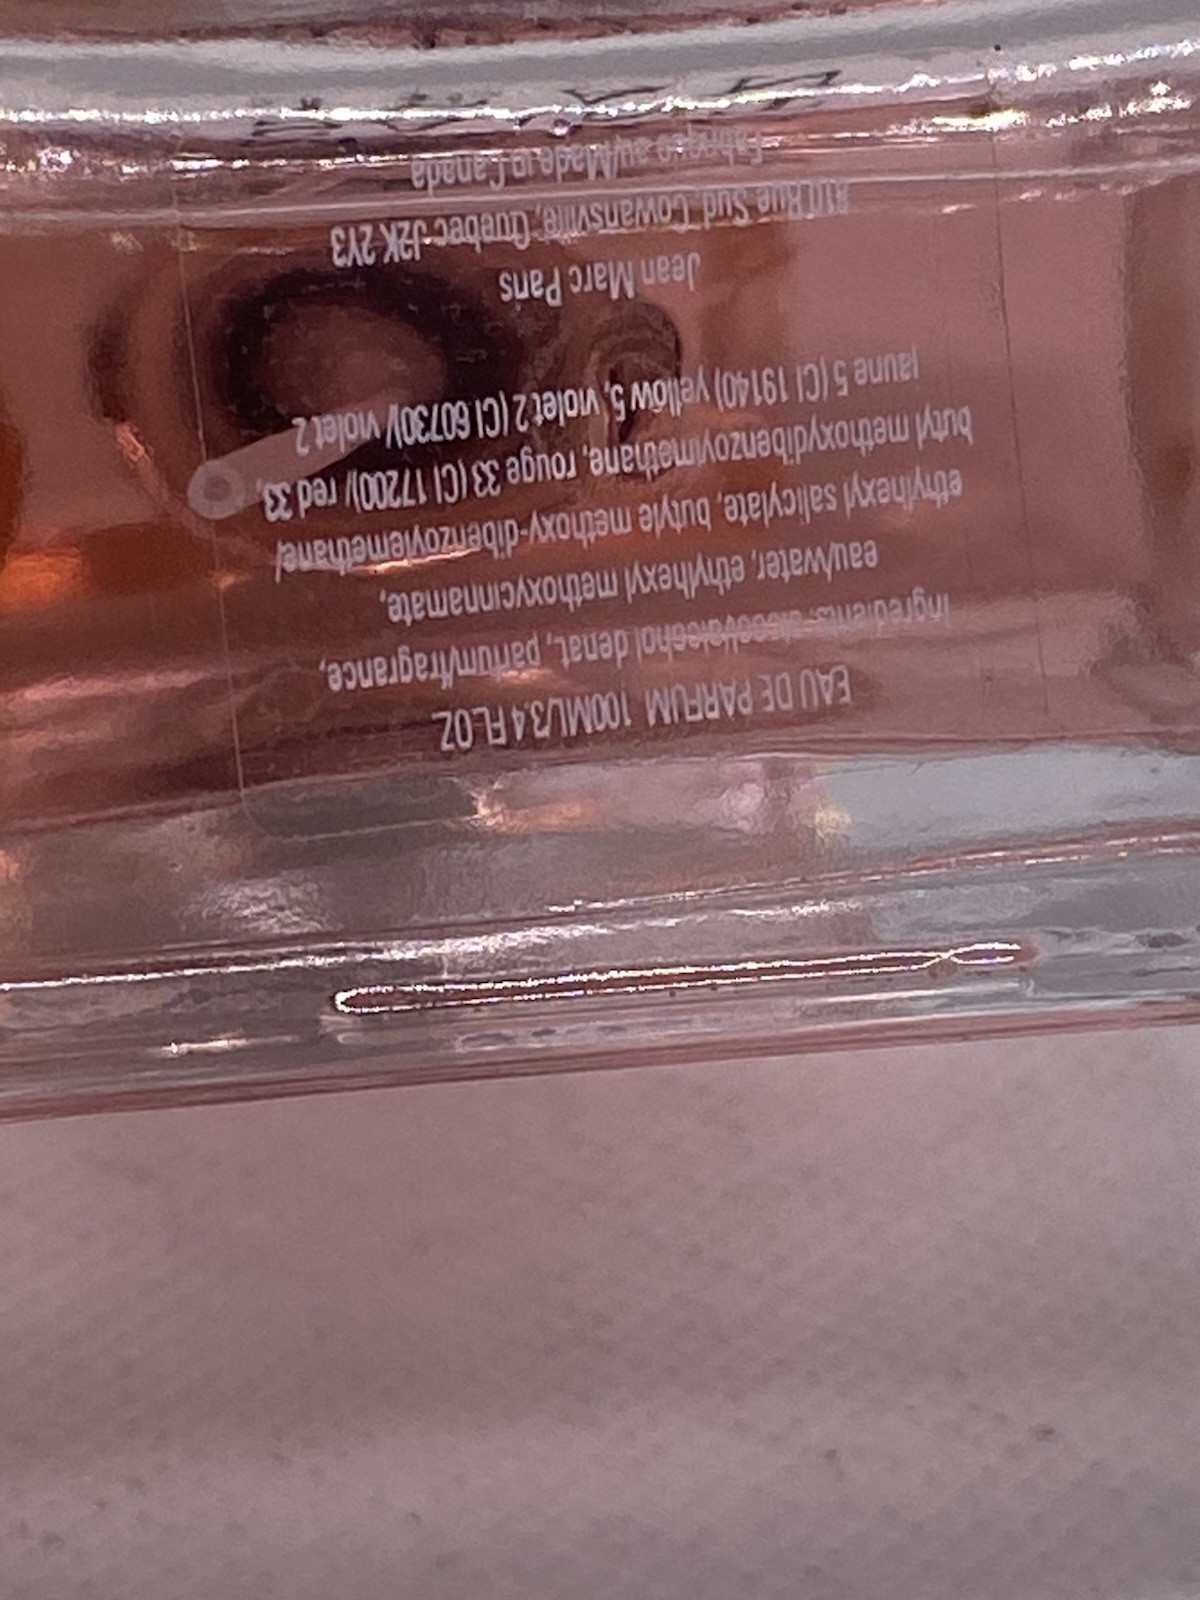 EAU DE PARFUM 100ML/3.4 FL.OZ.
Ingredients: alcool/alcohol denat, parfum/fragrance,
eau/water, ethylhexyl methoxycinnamate,
ethylhexyl salicylate, butyle methoxy-dibenzoylemethane/
butyl methoxydibenzoylmethane, rouge 33 (CI 17200)/ red 33,
jaune 5 (CI 19140) yellow 5, violet 2 (CI 60730)/ violet 2
Jean Marc Paris
810 Rue Sud Cowansville, Quebec J2K 2Y3
Fabriqué au/Made in Canada